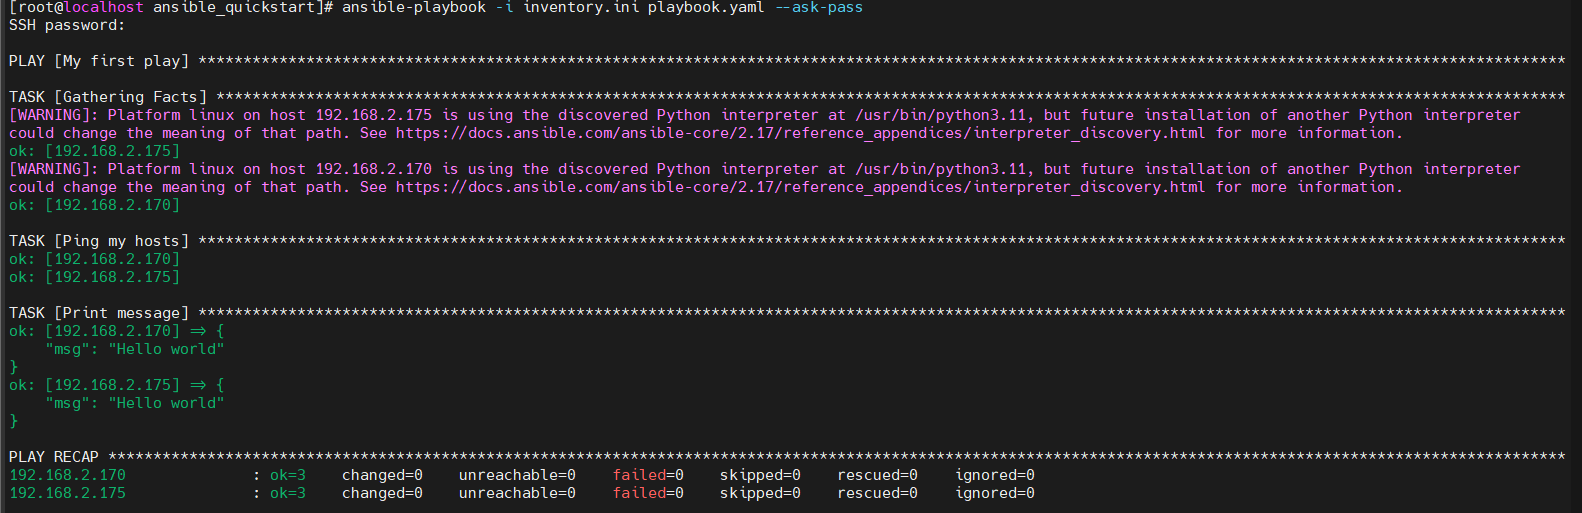 [root@localhost ansible_quickstart]# ansible-playbook -i inventory.ini playbook.yaml --ask-pass
SSH password:
PLAY [My first play] ********************************************************************************************************************************************************
TASK [Gathering Facts] ******************************************************************************************************************************************************
[WARNING]: Platform linux on host 192.168.2.175 is using the discovered Python interpreter at /usr/bin/python3.11, but future installation of another Python interpreter
could change the meaning of that path. See https://docs.ansible.com/ansible-core/2.17/reference_appendices/interpreter_discovery.html for more information.
ok: [192.168.2.175]
[WARNING]: Platform linux on host 192.168.2.170 is using the discovered Python interpreter at /usr/bin/python3.11, but future installation of another Python interpreter
could change the meaning of that path. See https://docs.ansible.com/ansible-core/2.17/reference_appendices/interpreter_discovery.html for more information.
ok: [192.168.2.170]
TASK [Ping my hosts] ********************************************************************************************************************************************************
ok: [192.168.2.170]
ok: [192.168.2.175]
TASK [Print message] ********************************************************************************************************************************************************
ok: [192.168.2.170] => {
    "msg": "Hello world"
}
ok: [192.168.2.175] => {
    "msg": "Hello world"
}
PLAY RECAP ******************************************************************************************************************************************************************
192.168.2.170              : ok=3    changed=0    unreachable=0    failed=0    skipped=0    rescued=0    ignored=0
192.168.2.175              : ok=3    changed=0    unreachable=0    failed=0    skipped=0    rescued=0    ignored=0